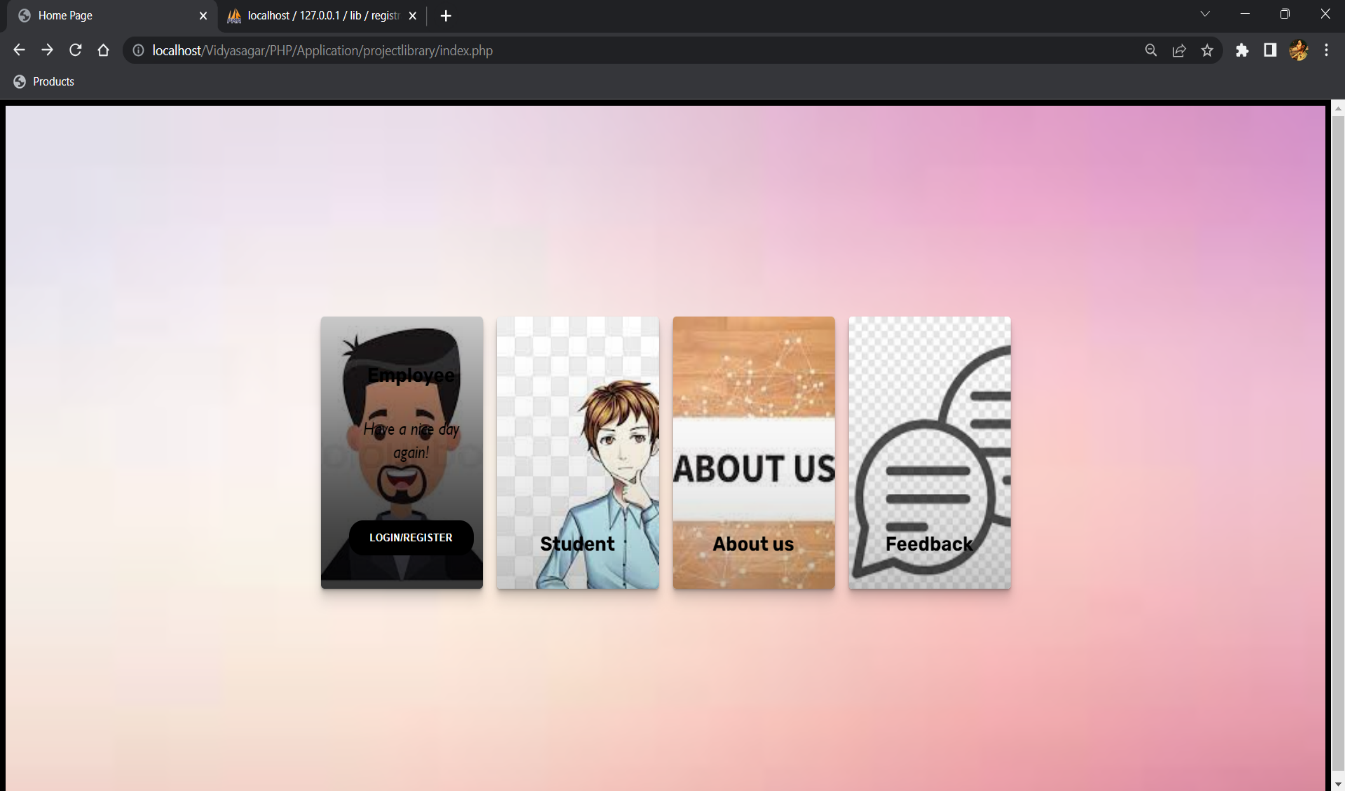 Home Page
localhost / 127.0.0.1 / lib / regist
localhost/Vidyasagar/PHP/Application/projectlibrary/index.php
Products
Employee
Have a nice day
again!
LOGIN/REGISTER
Student
ABOUT US
About us
Feedback